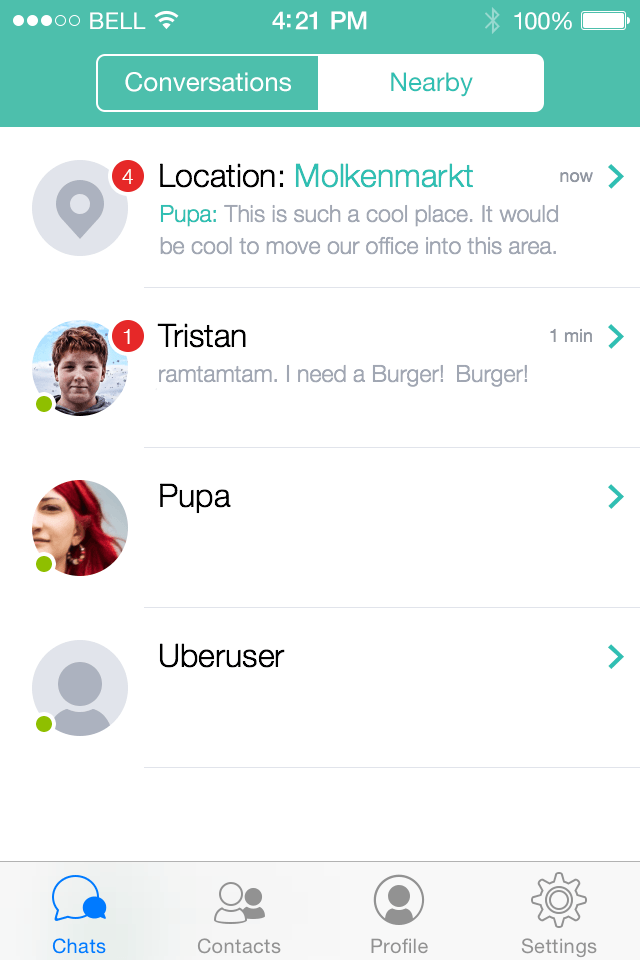 BELL 4:21 PM 100%
Conversations Nearby
4 Location: Molkenmarkt now
Pupa: This is such a cool place. It would
be cool to move our office into this area.
1 Tristan 1 min
ramtamtam. I need a Burger! Burger!
Pupa
Uberuser
Chats Contacts Profile Settings